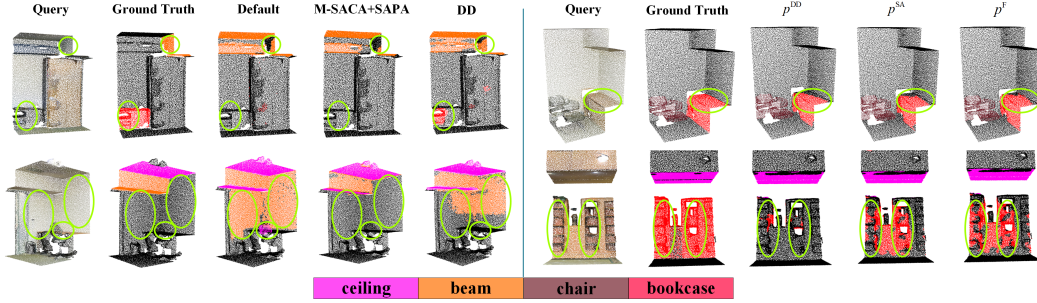 Query Ground Truth Default M-SACA+SAPA DD Query Ground Truth p^DD p^SA p^F
ceiling beam chair bookcase